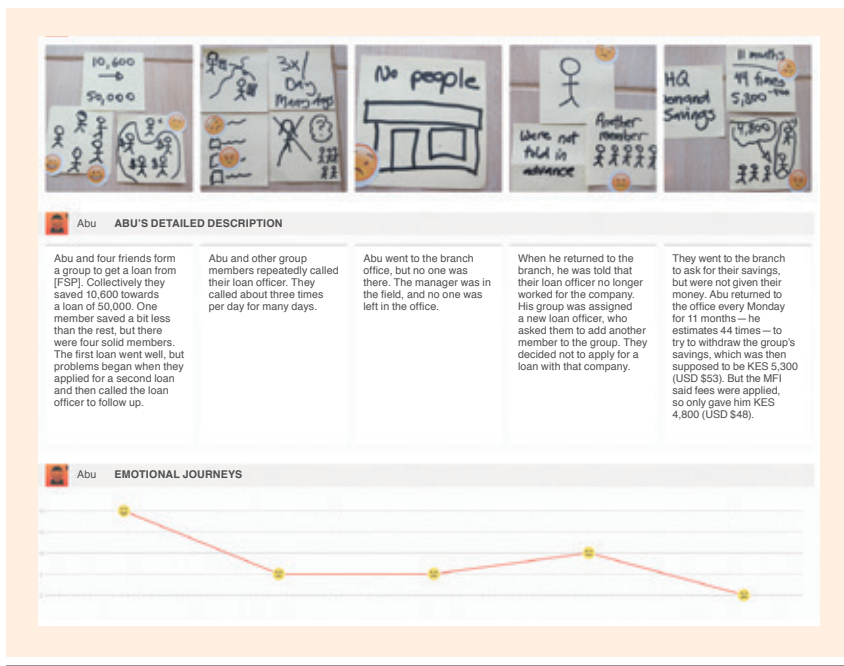 10,600
50,000
3x/
Day
Many days
No people
Were not
told in
advance
Another
member
HQ
Demand
Savings
11 months
44 times
5,800
4,800
Abu ABU’S DETAILED DESCRIPTION
Abu and four friends form
a group to get a loan from
[FSP]. Collectively they
saved 10,600 towards
a loan of 50,000. One
member saved a bit less
than the rest, but there
were four solid members.
The first loan went well, but
problems began when they
applied for a second loan
and then called the loan
officer to follow up.
Abu and other group
members repeatedly called
their loan officer. They
called about three times
per day for many days.
Abu went to the branch
office, but no one was
there. The manager was in
the field, and no one was
left in the office.
When he returned to the
branch, he was told that
their loan officer no longer
worked for the company.
His group was assigned
a new loan officer, who
asked them to add another
member to the group. They
decided not to apply for a
loan with that company.
They went to the branch
to ask for their savings,
but were not given their
money. Abu returned to
the office every Monday
for 11 months — he
estimates 44 times — to
try to withdraw the group’s
savings, which was then
supposed to be KES 5,300
(USD $53). But the MFI
said fees were applied,
so only gave him KES
4,800 (USD $48).
Abu EMOTIONAL JOURNEYS